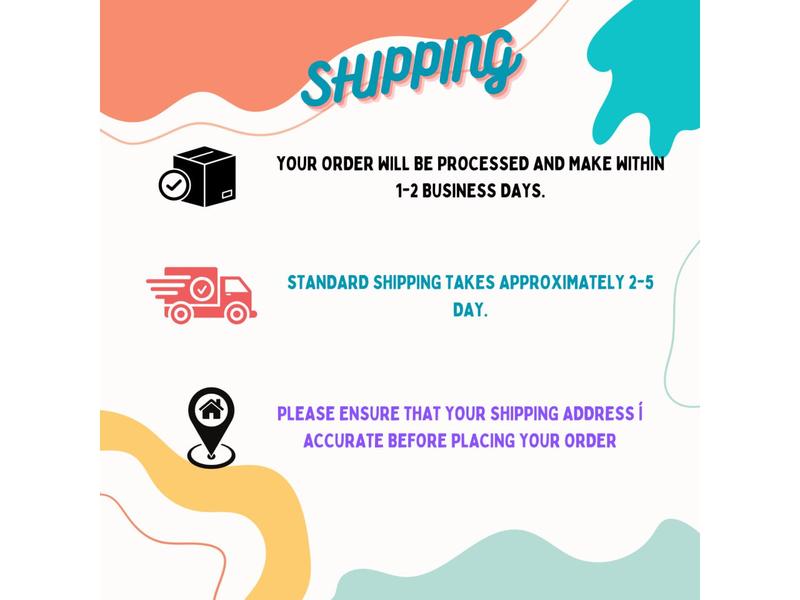 SHIPPING
YOUR ORDER WILL BE PROCESSED AND MAKE WITHIN
1-2 BUSINESS DAYS.
STANDARD SHIPPING TAKES APPROXIMATELY 2-5
DAY.
PLEASE ENSURE THAT YOUR SHIPPING ADDRESS Í
ACCURATE BEFORE PLACING YOUR ORDER